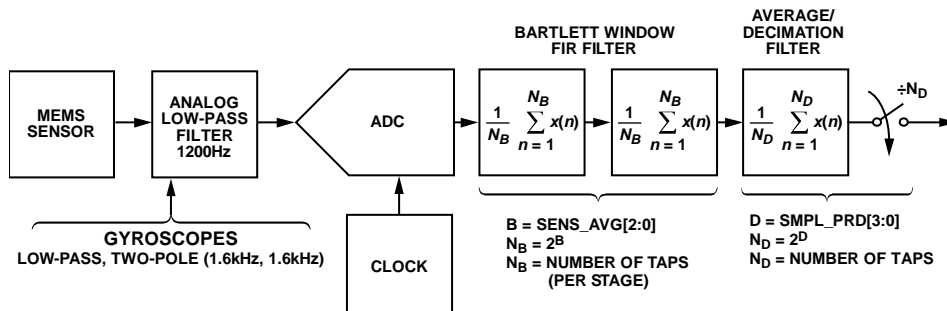 BARTLETT WINDOW
FIR FILTER
AVERAGE/
DECIMATION
FILTER
MEMS
SENSOR
ANALOG
LOW-PASS
FILTER
1200Hz
ADC
1/N_B N_B ∑ n = 1 x(n)
1/N_B N_B ∑ n = 1 x(n)
1/N_D N_D ∑ n = 1 x(n)
÷N_D
GYROSCOPES
LOW-PASS, TWO-POLE (1.6kHz, 1.6kHz)
CLOCK
B = SENS_AVG[2:0]
N_B = 2^B
N_B = NUMBER OF TAPS
(PER STAGE)
D = SMPL_PRD[3:0]
N_D = 2^D
N_D = NUMBER OF TAPS